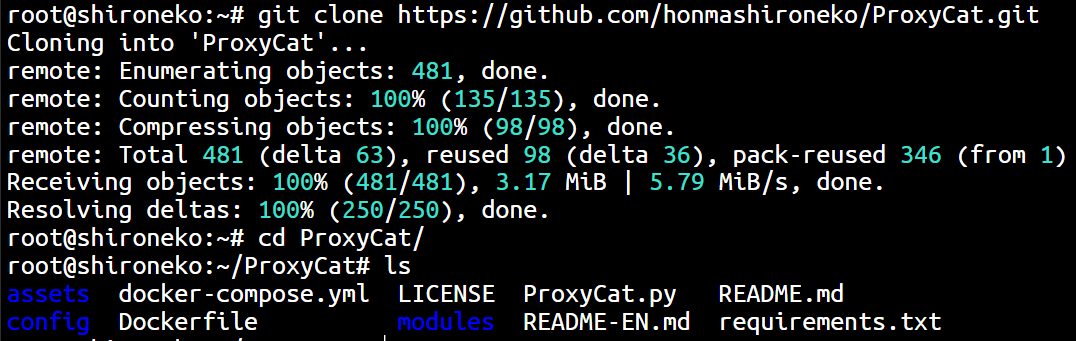 root@shironeko:~# git clone https://github.com/honmashironeko/ProxyCat.git
Cloning into 'ProxyCat'...
remote: Enumerating objects: 481, done.
remote: Counting objects: 100% (135/135), done.
remote: Compressing objects: 100% (98/98), done.
remote: Total 481 (delta 63), reused 98 (delta 36), pack-reused 346 (from 1)
Receiving objects: 100% (481/481), 3.17 MiB | 5.79 MiB/s, done.
Resolving deltas: 100% (250/250), done.
root@shironeko:~# cd ProxyCat/
root@shironeko:~/ProxyCat# ls
assets  docker-compose.yml  LICENSE  ProxyCat.py   README.md
config  Dockerfile          modules  README-EN.md  requirements.txt